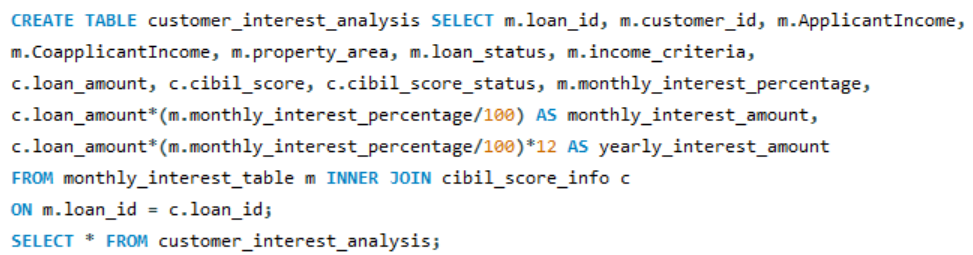 CREATE TABLE customer_interest_analysis SELECT m.loan_id, m.customer_id, m.ApplicantIncome,
m.CoapplicantIncome, m.property_area, m.loan_status, m.income_criteria,
c.loan_amount, c.cibil_score, c.cibil_score_status, m.monthly_interest_percentage,
c.loan_amount*(m.monthly_interest_percentage/100) AS monthly_interest_amount,
c.loan_amount*(m.monthly_interest_percentage/100)*12 AS yearly_interest_amount
FROM monthly_interest_table m INNER JOIN cibil_score_info c
ON m.loan_id = c.loan_id;
SELECT * FROM customer_interest_analysis;